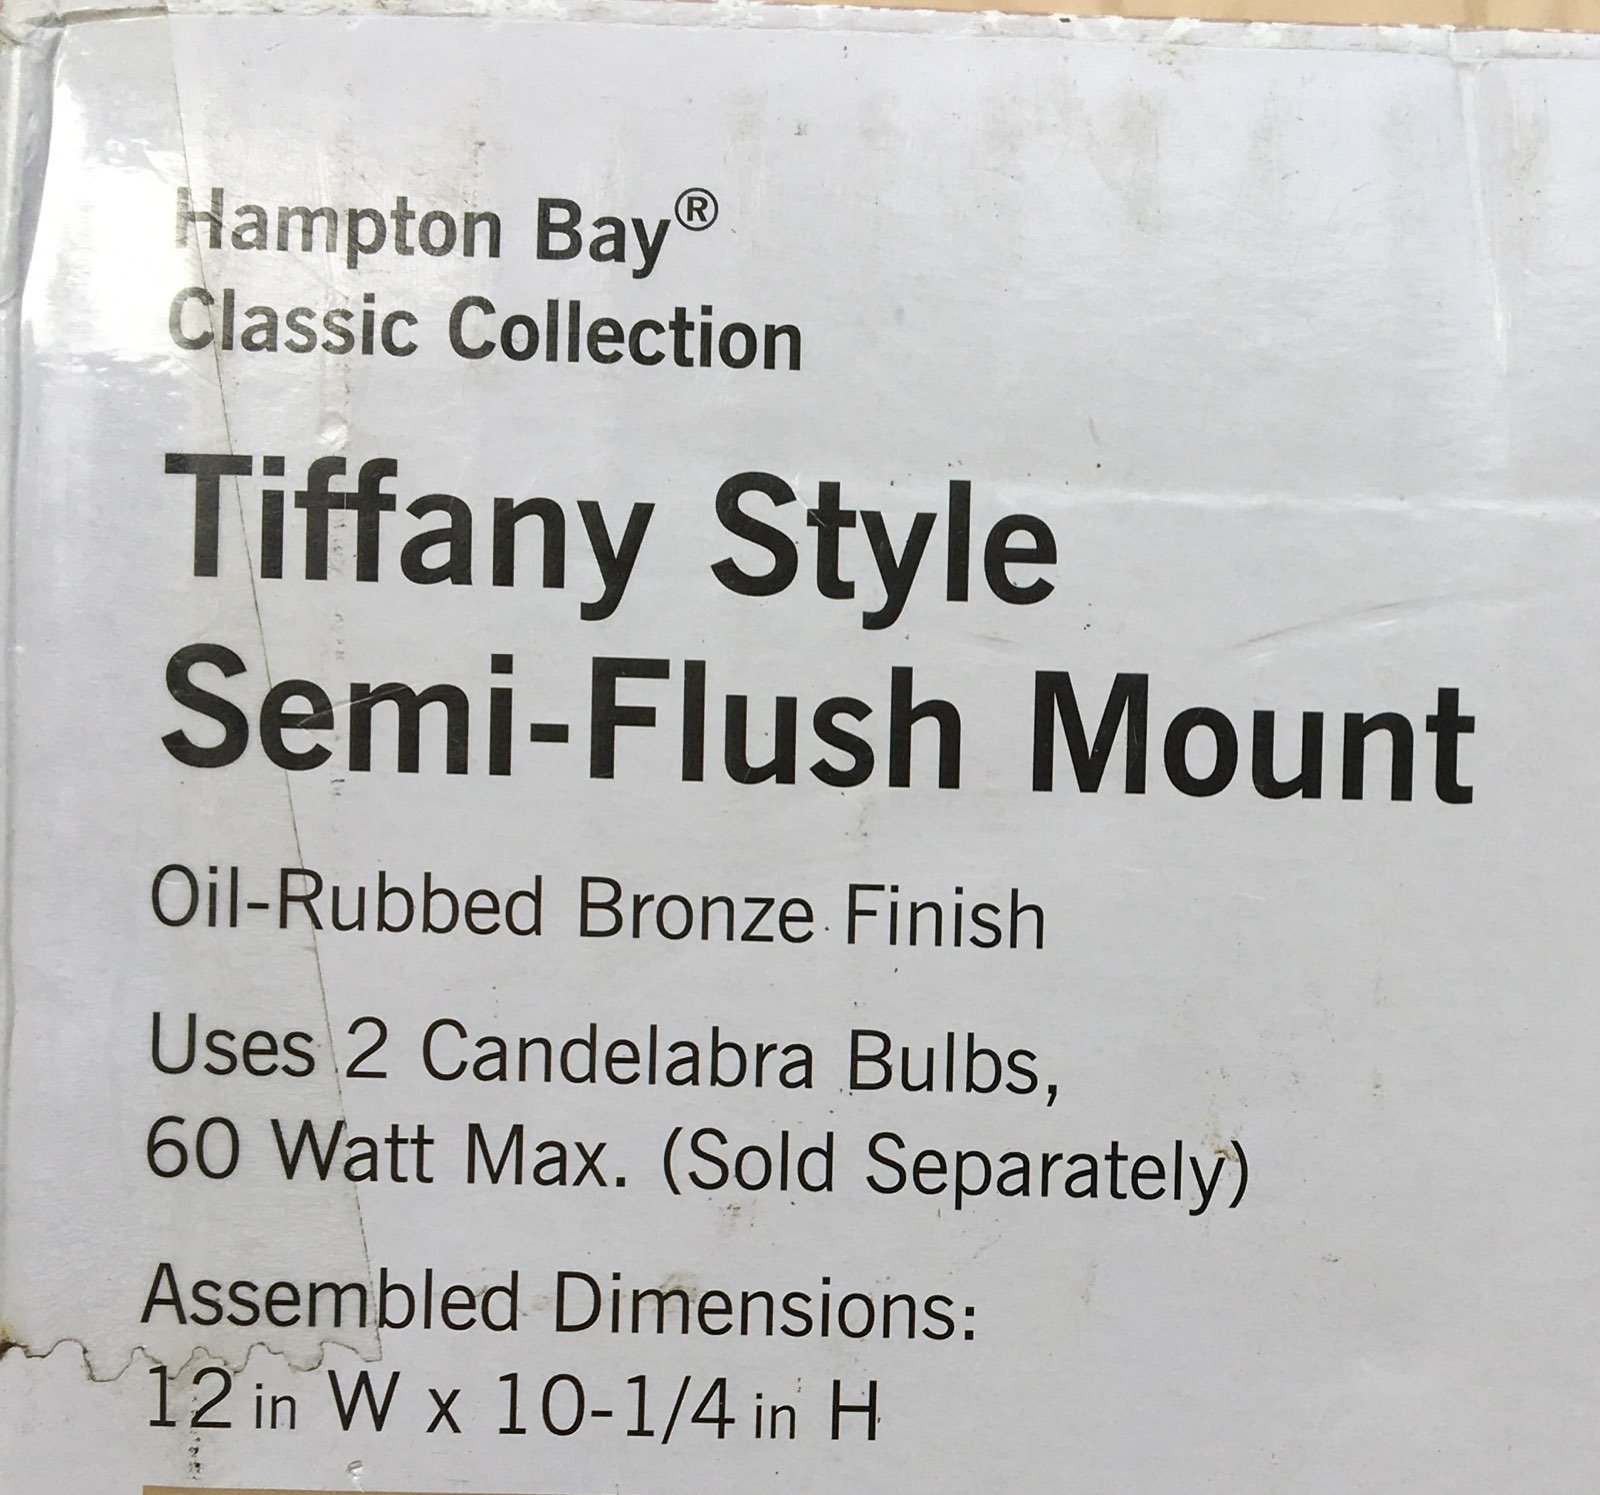 Hampton Bay®
Classic Collection
Tiffany Style
Semi-Flush Mount
Oil-Rubbed Bronze Finish
Uses 2 Candelabra Bulbs,
60 Watt Max. (Sold Separately)
Assembled Dimensions:
12 in W x 10-1/4 in H